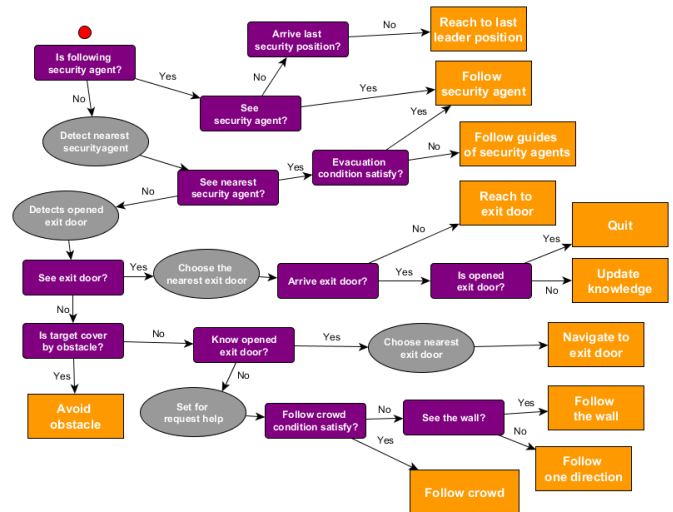 Is following
security agent?
Yes
No
Arrive last
security position?
No
Reach to last
leader position
No
See
security agent?
Yes
Follow
security agent
Detect nearest
securityagent
See nearest
security agent?
Yes
Evacuation
condition satisfy?
Yes
No
Follow guides
of security agents
No
Detects opened
exit door
See exit door?
Yes
Choose the
nearest exit door
Arrive exit door?
No
Reach to
exit door
Yes
Is opened
exit door?
Yes
Quit
No
Update
knowledge
No
Is target cover
by obstacle?
No
Know opened
exit door?
Yes
Choose nearest
exit door
Navigate to
exit door
Yes
Avoid
obstacle
No
Set for
request help
Follow crowd
condition satisfy?
No
See the wall?
Yes
Follow
the wall
No
Follow
one direction
Yes
Follow crowd